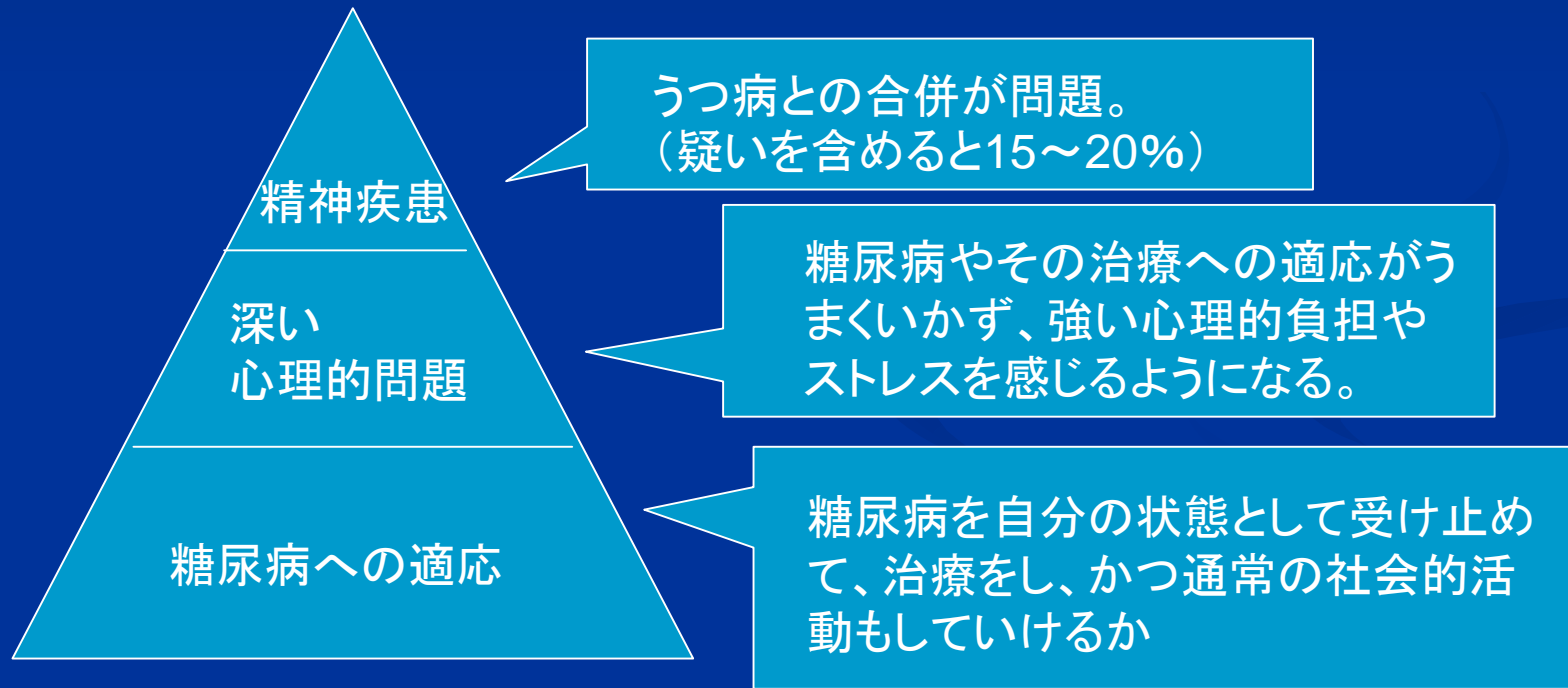 うつ病との合併が問題。
（疑いを含めると15～20％）
精神疾患
糖尿病やその治療への適応がう
まくいかず、強い心理的負担や
ストレスを感じるようになる。
深い
心理的問題
糖尿病を自分の状態として受け止め
て、治療をし、かつ通常の社会的活
動もしていけるか
糖尿病への適応